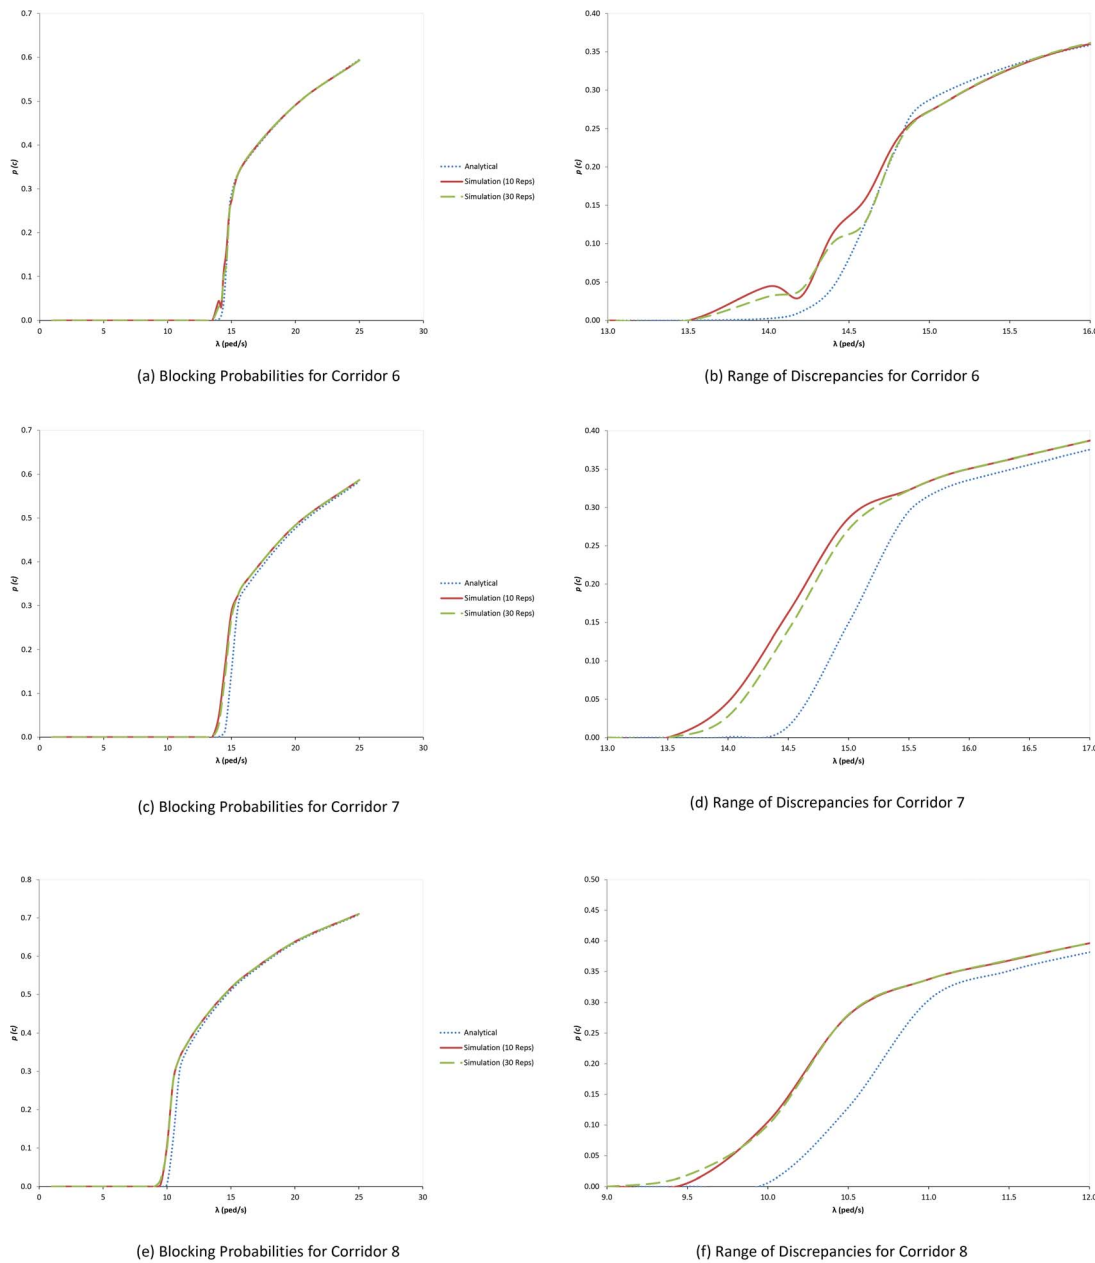 0.7
0.6
0.5
0.4
0.3
0.2
0.1
0.0
p (c)
0 5 10 15 20 25 30
λ (ped/s)
Analytical
Simulation (10 Reps)
Simulation (30 Reps)
(a) Blocking Probabilities for Corridor 6
0.40
0.35
0.30
0.25
0.20
0.15
0.10
0.05
0.00
p (c)
13.0 13.5 14.0 14.5 15.0 15.5 16.0
λ (ped/s)
(b) Range of Discrepancies for Corridor 6
0.7
0.6
0.5
0.4
0.3
0.2
0.1
0.0
p (c)
0 5 10 15 20 25 30
λ (ped/s)
Analytical
Simulation (10 Reps)
Simulation (30 Reps)
(c) Blocking Probabilities for Corridor 7
0.40
0.35
0.30
0.25
0.20
0.15
0.10
0.05
0.00
p (c)
13.0 13.5 14.0 14.5 15.0 15.5 16.0 16.5 17.0
λ (ped/s)
(d) Range of Discrepancies for Corridor 7
0.8
0.7
0.6
0.5
0.4
0.3
0.2
0.1
0.0
p (c)
0 5 10 15 20 25 30
λ (ped/s)
Analytical
Simulation (10 Reps)
Simulation (30 Reps)
(e) Blocking Probabilities for Corridor 8
0.50
0.45
0.40
0.35
0.30
0.25
0.20
0.15
0.10
0.05
0.00
p (c)
9.0 9.5 10.0 10.5 11.0 11.5 12.0
λ (ped/s)
(f) Range of Discrepancies for Corridor 8